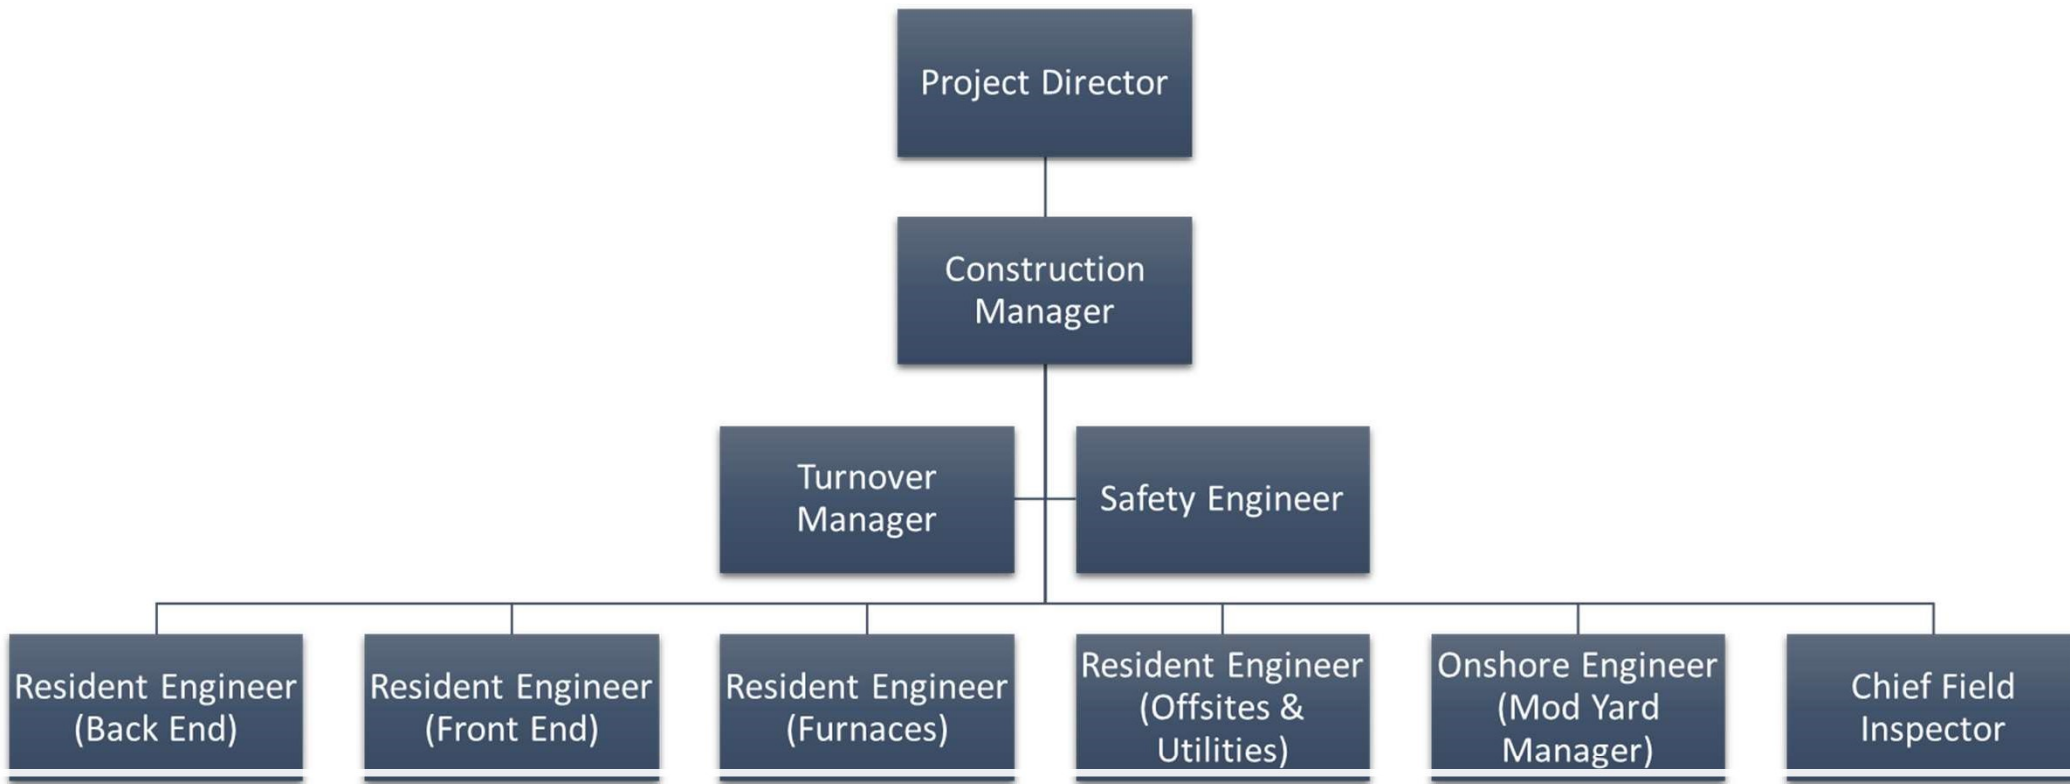 Project Director
Construction
Manager
Turnover
Manager
Safety Engineer
Resident Engineer
(Back End)
Resident Engineer
(Front End)
Resident Engineer
(Furnaces)
Resident Engineer
(Offsites &
Utilities)
Onshore Engineer
(Mod Yard
Manager)
Chief Field
Inspector